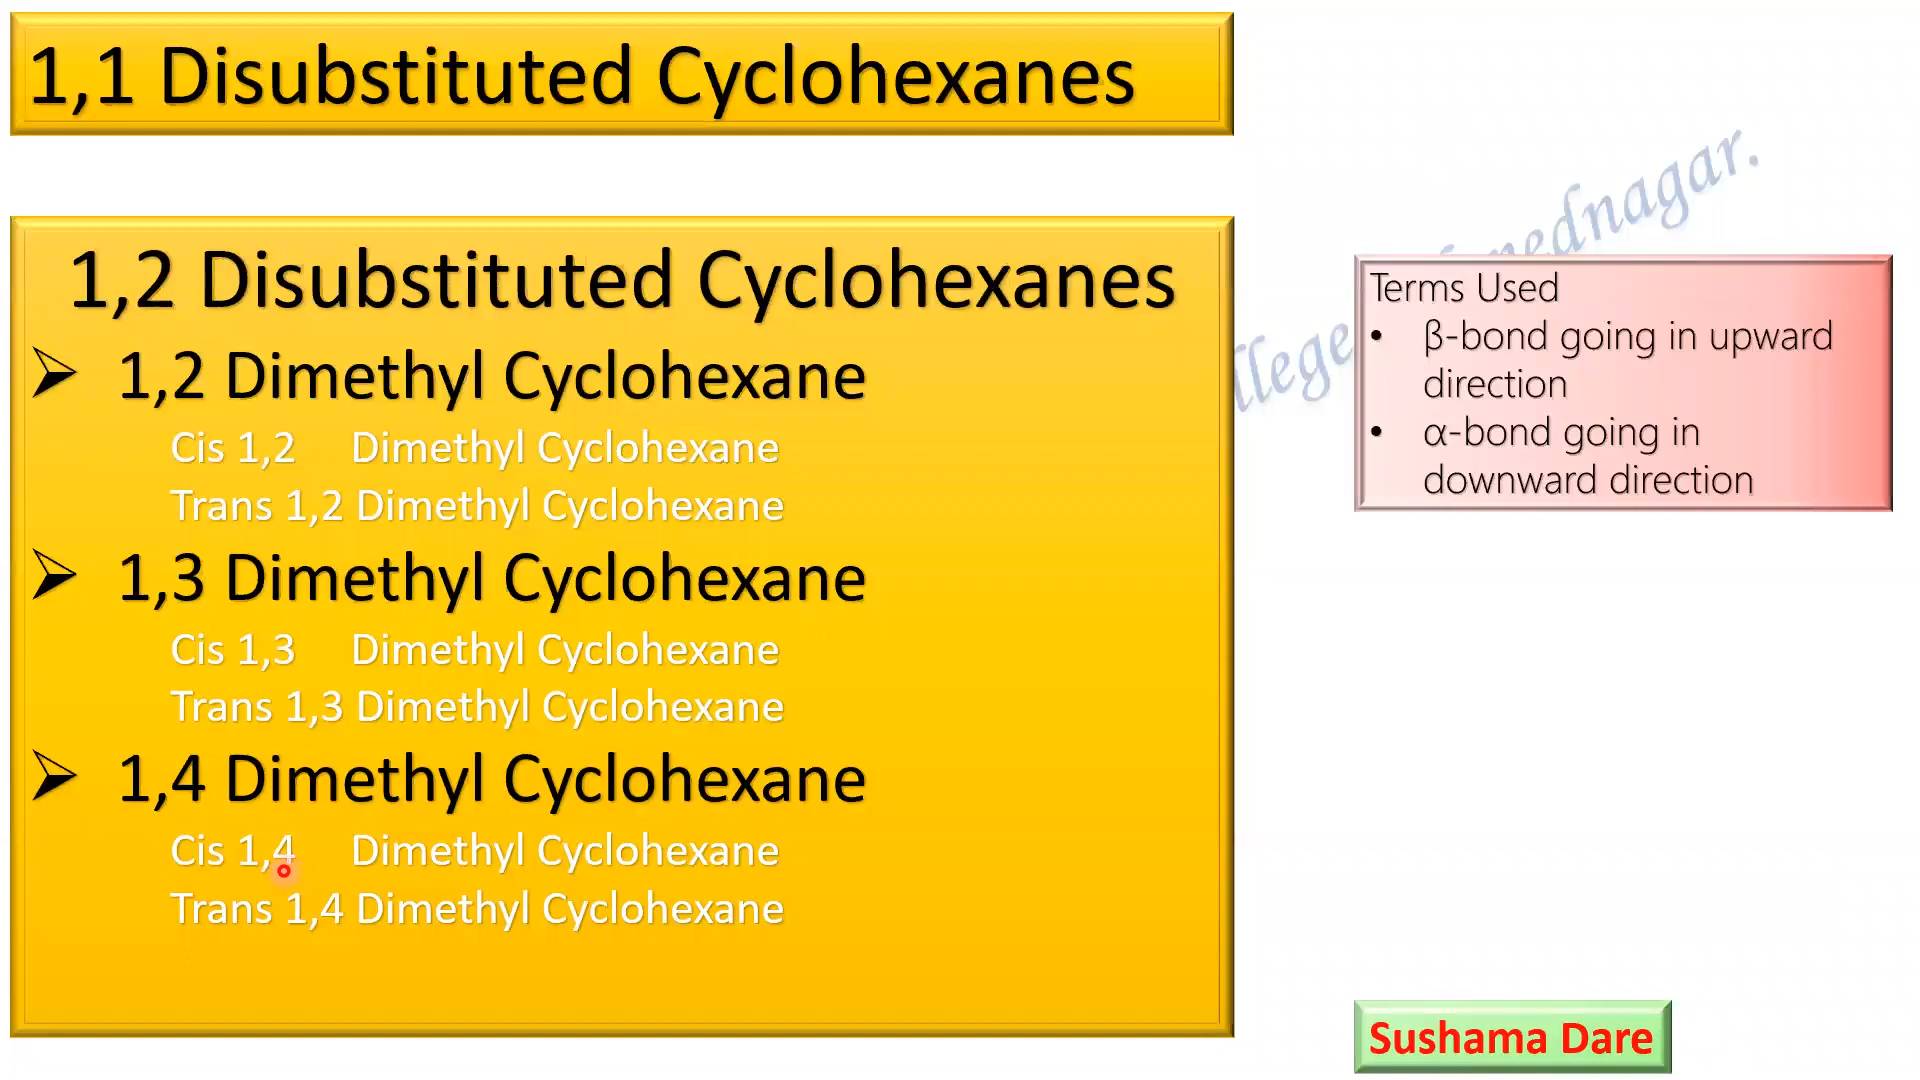 1,1 Disubstituted Cyclohexanes
1,2 Disubstituted Cyclohexanes
➢ 1,2 Dimethyl Cyclohexane
Cis 1,2 Dimethyl Cyclohexane
Trans 1,2 Dimethyl Cyclohexane
➢ 1,3 Dimethyl Cyclohexane
Cis 1,3 Dimethyl Cyclohexane
Trans 1,3 Dimethyl Cyclohexane
➢ 1,4 Dimethyl Cyclohexane
Cis 1,4 Dimethyl Cyclohexane
Trans 1,4 Dimethyl Cyclohexane
Terms Used
• β-bond going in upward
direction
• α-bond going in
downward direction
Sushama Dare